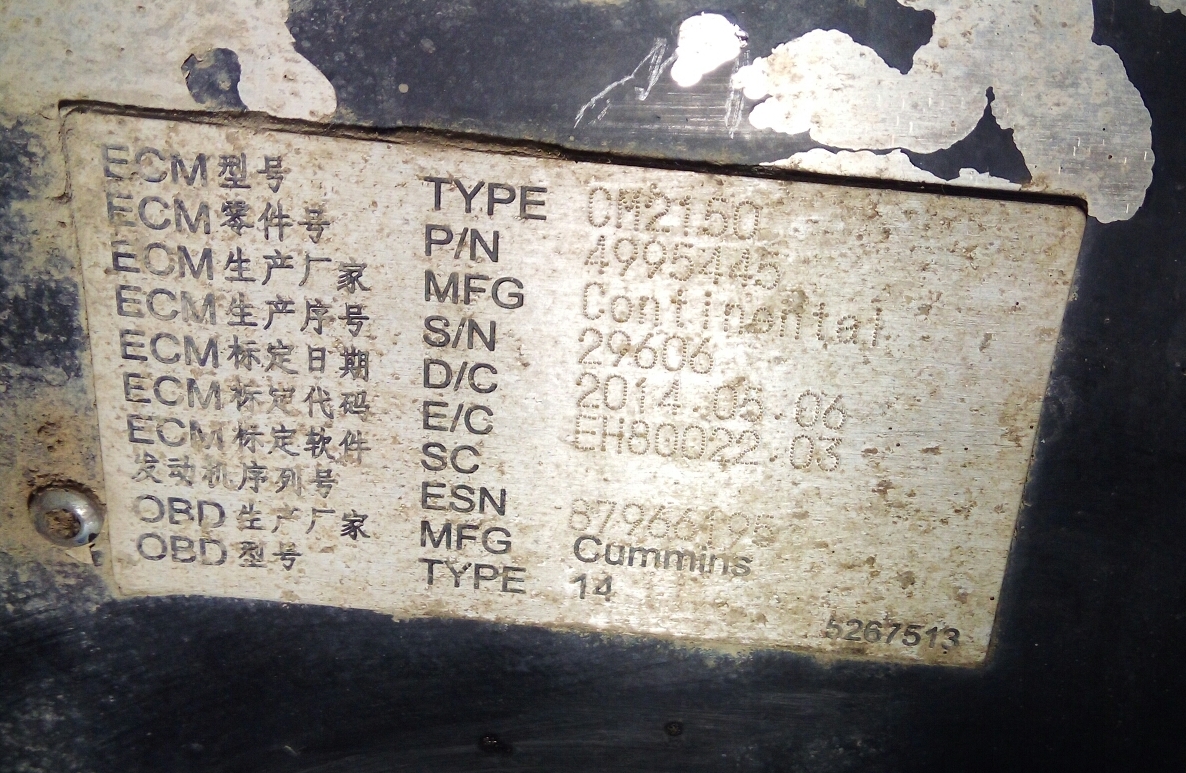 ECM型号 TYPE CM2150
ECM零件号 P/N 4995445
ECM生产厂家 MFG Continental
ECM生产序号 S/N 29606
ECM标定日期 D/C 2014.05.06
ECM标定代码 E/C EH80022.03
ECM标定软件 SC
发动机序列号 ESN 87966195
OBD生产厂家 MFG Cummins
OBD型号 TYPE 14
5267513